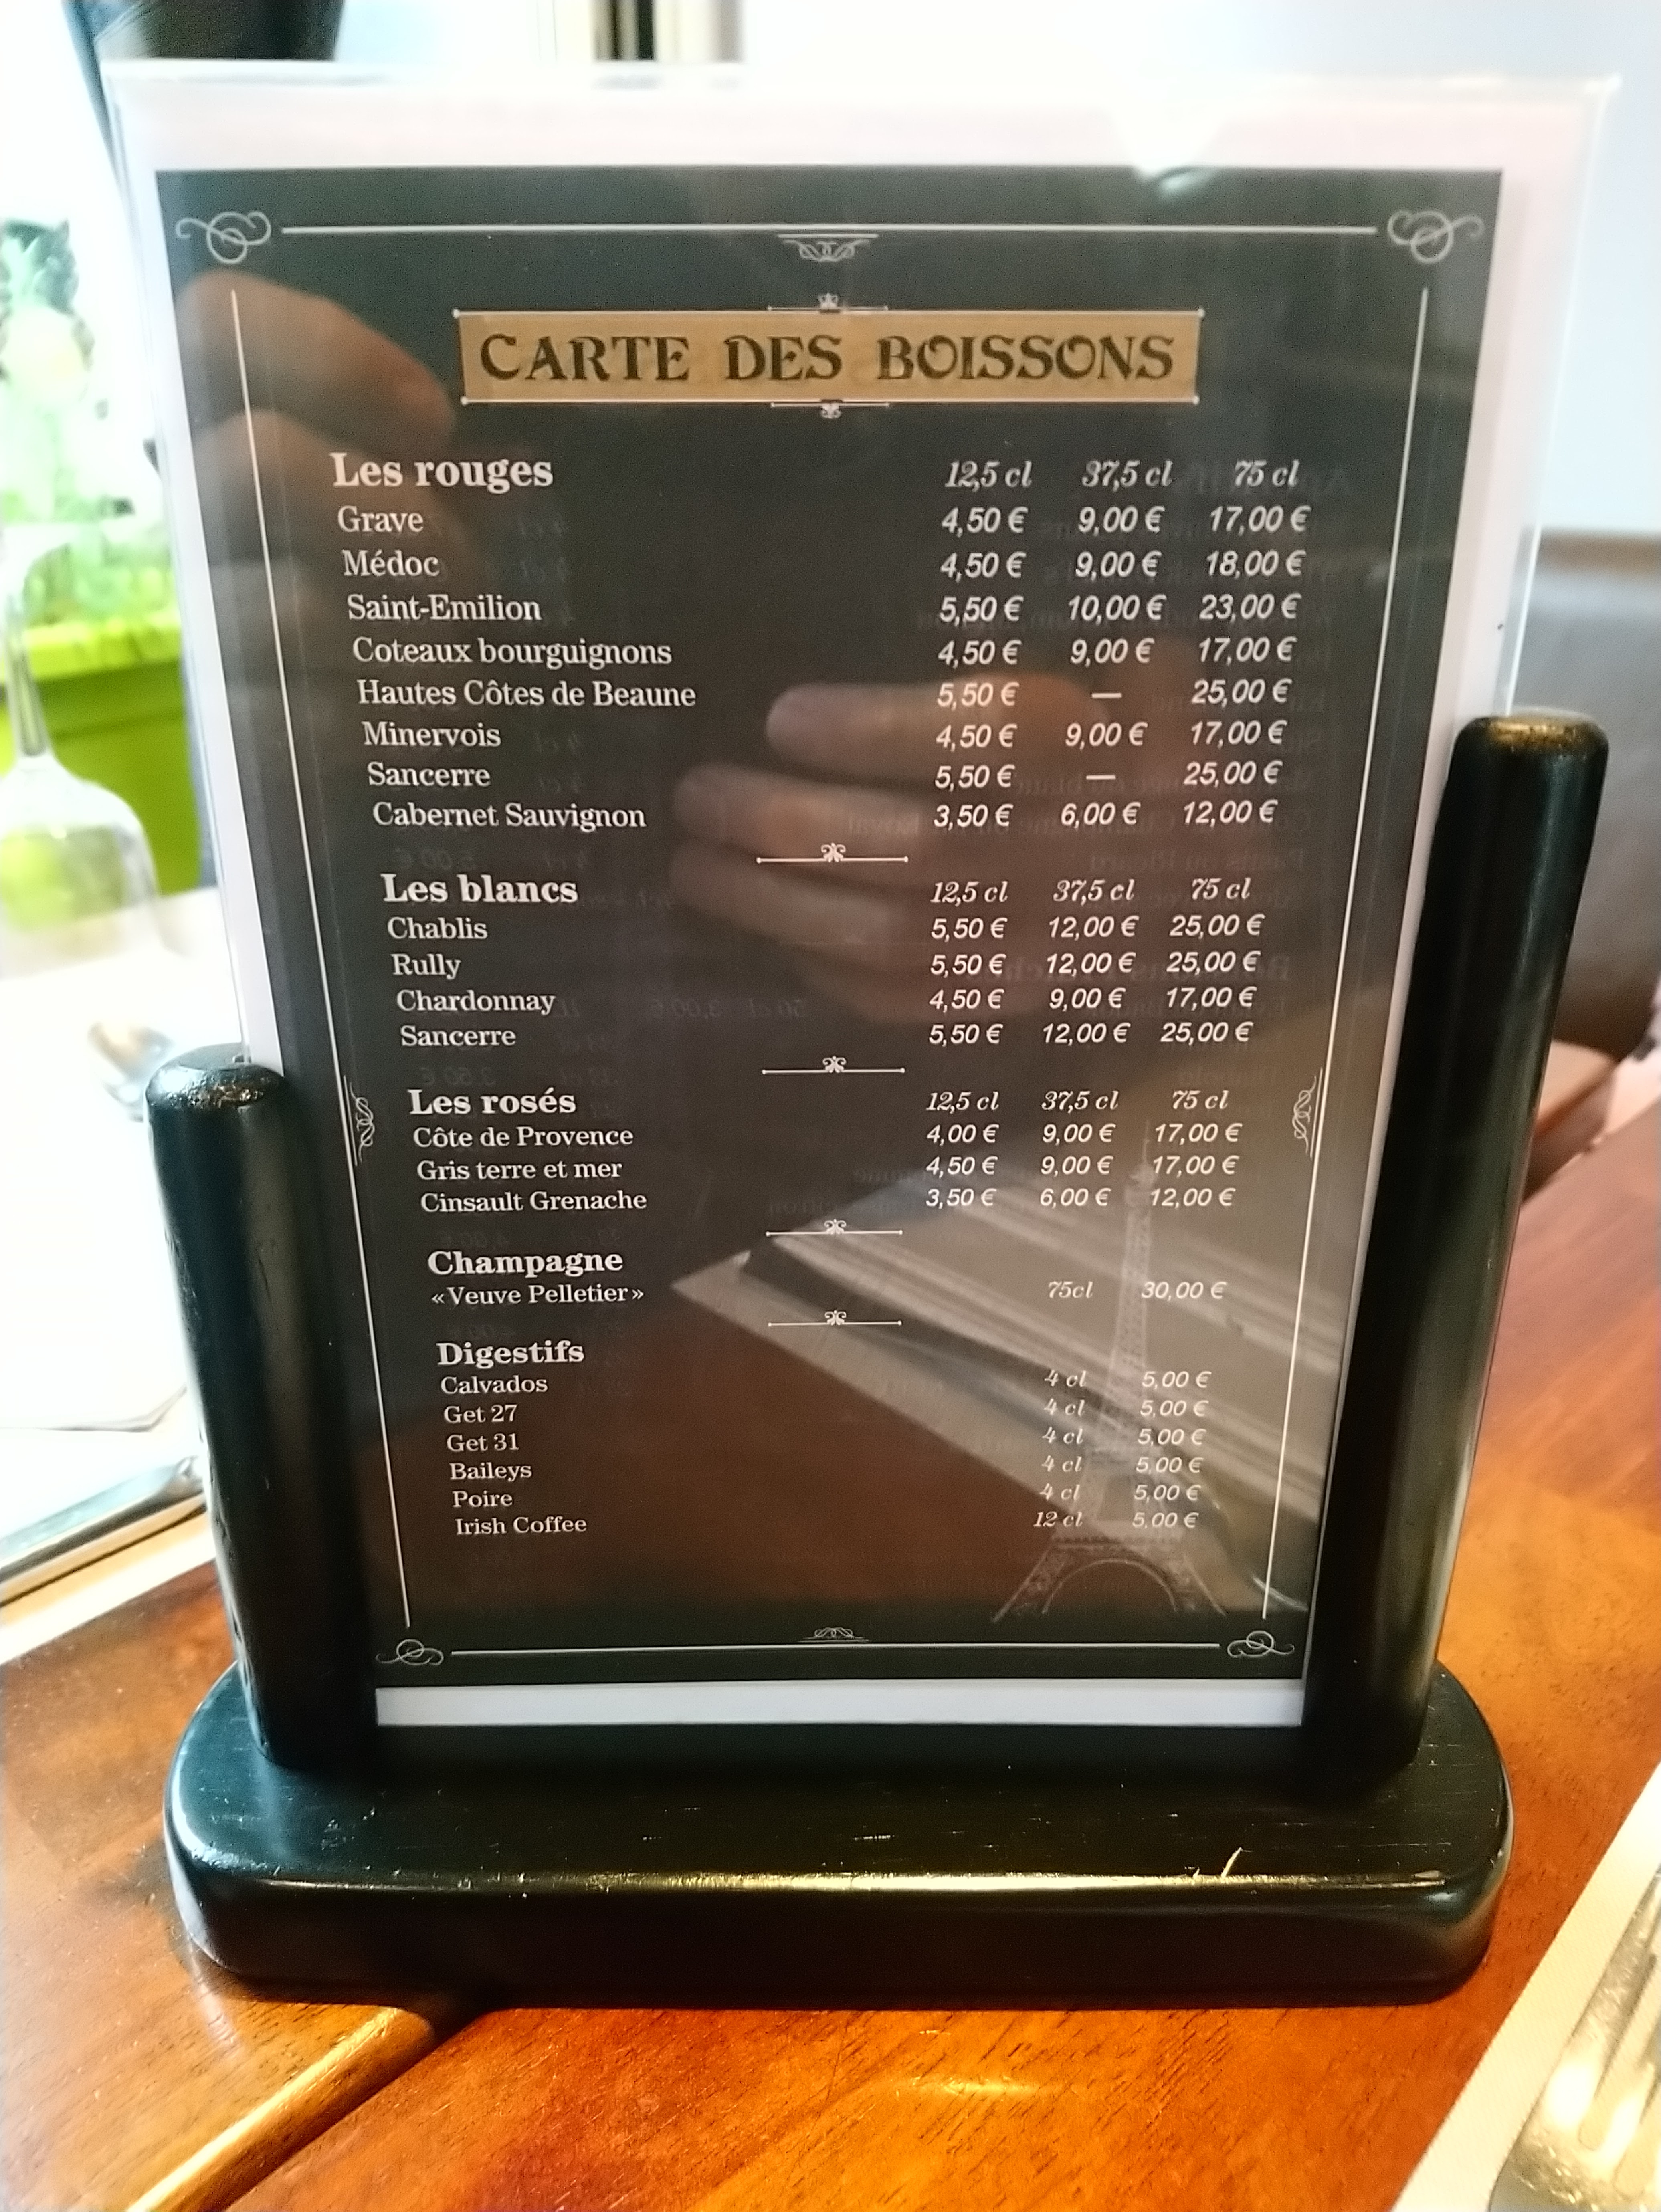 CARTE DES BOISSONS
Les rouges 12,5 cl 37,5 cl 75 cl
Grave 4,50 € 9,00 € 17,00 €
Médoc 4,50 € 9,00 € 18,00 €
Saint-Emilion 5,50 € 10,00 € 23,00 €
Coteaux bourguignons 4,50 € 9,00 € 17,00 €
Hautes Côtes de Beaune 5,50 € — 25,00 €
Minervois 4,50 € 9,00 € 17,00 €
Sancerre 5,50 € — 25,00 €
Cabernet Sauvignon 3,50 € 6,00 € 12,00 €
Les blancs 12,5 cl 37,5 cl 75 cl
Chablis 5,50 € 12,00 € 25,00 €
Rully 5,50 € 12,00 € 25,00 €
Chardonnay 4,50 € 9,00 € 17,00 €
Sancerre 5,50 € 12,00 € 25,00 €
Les rosés 12,5 cl 37,5 cl 75 cl
Côte de Provence 4,00 € 9,00 € 17,00 €
Gris terre et mer 4,50 € 9,00 € 17,00 €
Cinsault Grenache 3,50 € 6,00 € 12,00 €
Champagne
«Veuve Pelletier» 75cl 30,00 €
Digestifs
Calvados 4 cl 5,00 €
Get 27 4 cl 5,00 €
Get 31 4 cl 5,00 €
Baileys 4 cl 5,00 €
Poire 4 cl 5,00 €
Irish Coffee 12 cl 5,00 €